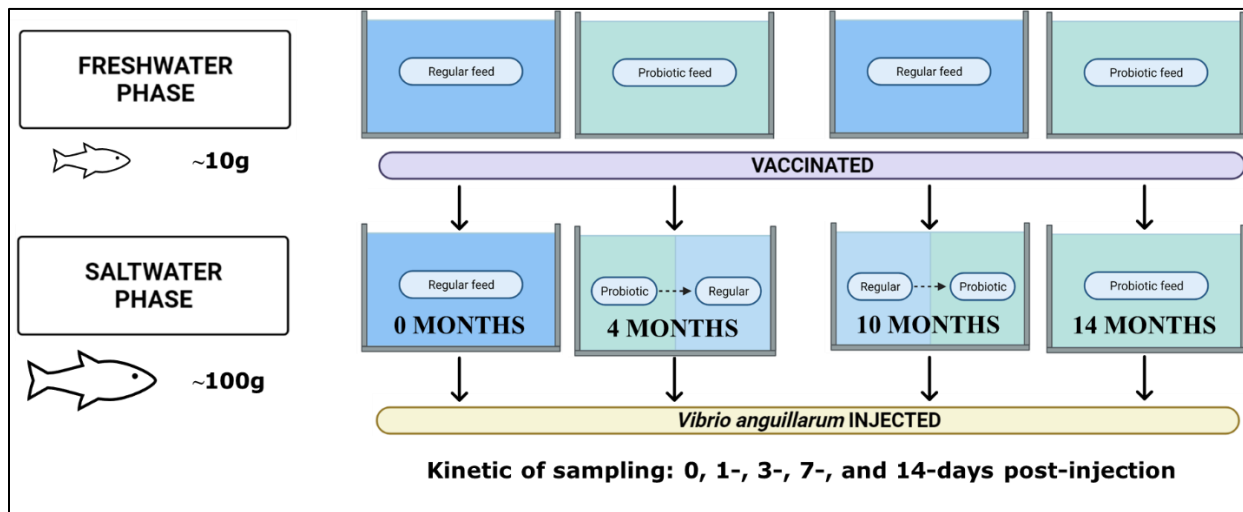 FRESHWATER
PHASE
~10g
Regular feed
Probiotic feed
Regular feed
Probiotic feed
VACCINATED
SALTWATER
PHASE
~100g
Regular feed
0 MONTHS
Probiotic
Regular
4 MONTHS
Regular
Probiotic
10 MONTHS
Probiotic feed
14 MONTHS
Vibrio anguillarum INJECTED
Kinetic of sampling: 0, 1-, 3-, 7-, and 14-days post-injection